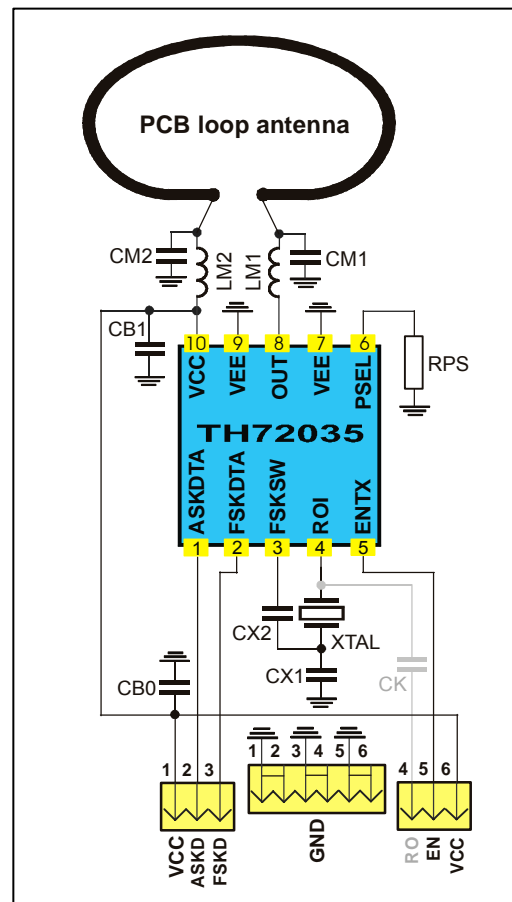 PCB loop antenna
CM2
LM2
LM1
CM1
CB1
10
9
8
7
6
VCC
VEE
OUT
VEE
PSEL
RPS
TH72035
ASKDTA
FSKDTA
FSKSW
ROI
ENTX
1
2
3
4
5
CX2
XTAL
CX1
CK
CB0
1
2
3
1
2
3
4
5
6
4
5
6
VCC
ASKD
FSKD
GND
RO
EN
VCC